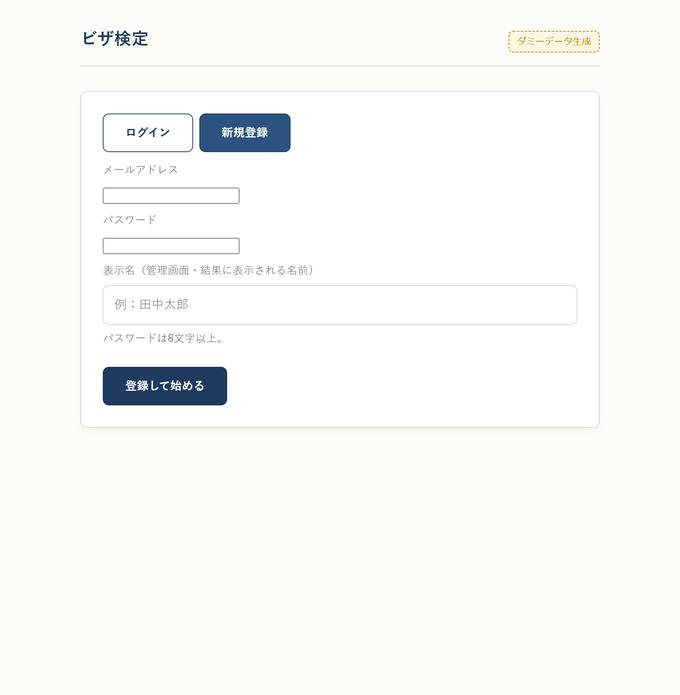 ビザ検定
ダミーデータ生成
ログイン
新規登録
メールアドレス
パスワード
表示名（管理画面・結果に表示される名前）
例：田中太郎
パスワードは8文字以上。
登録して始める